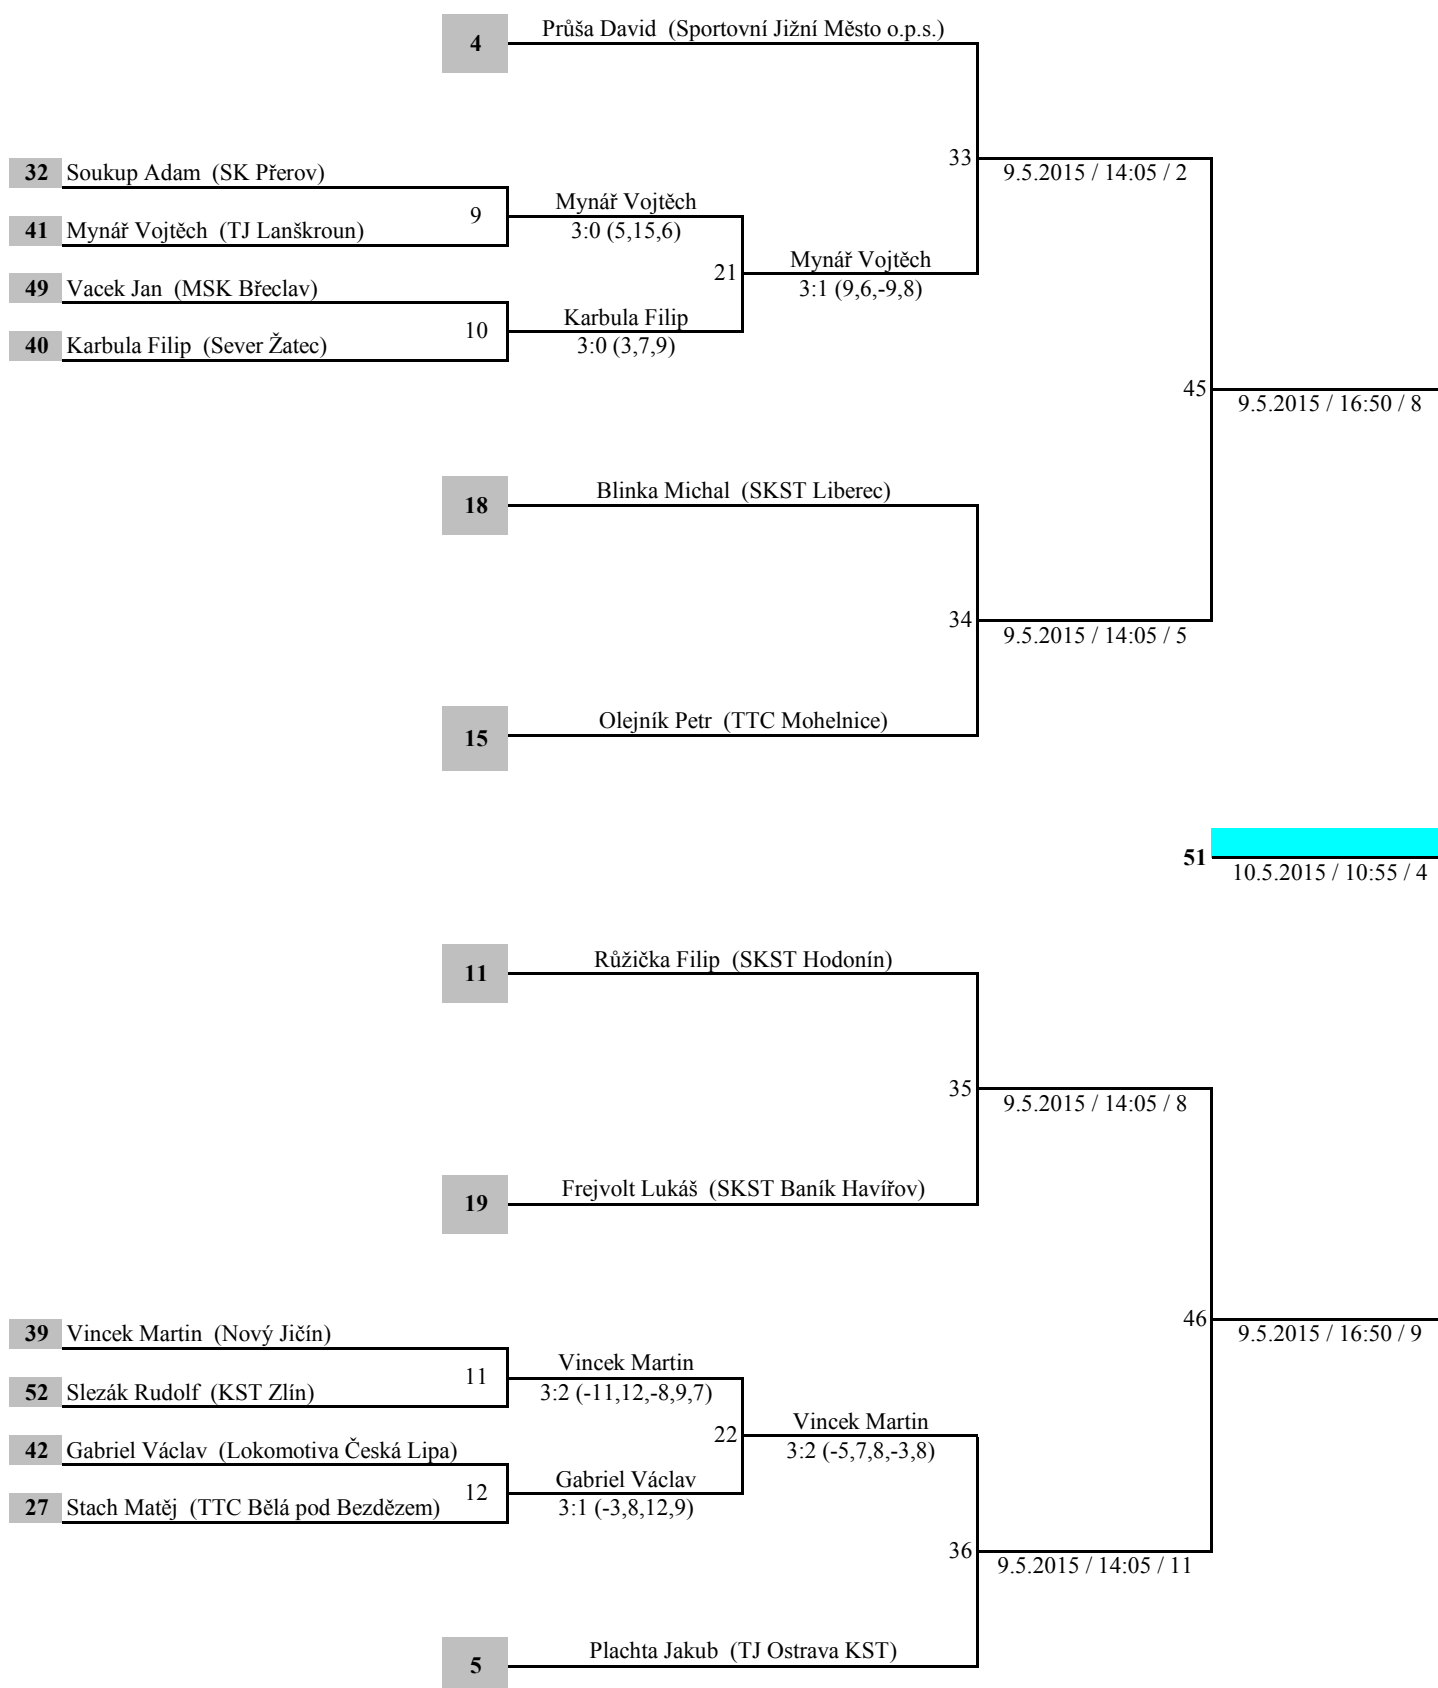 4 Průša David (Sportovní Jižní Město o.p.s.)
33
9.5.2015 / 14:05 / 2
32 Soukup Adam (SK Přerov)
9
Mynář Vojtěch
3:0 (5,15,6)
41 Mynář Vojtěch (TJ Lanškroun)
21
Mynář Vojtěch
3:1 (9,6,-9,8)
49 Vacek Jan (MSK Břeclav)
10
Karbula Filip
3:0 (3,7,9)
40 Karbula Filip (Sever Žatec)
45
9.5.2015 / 16:50 / 8
18 Blinka Michal (SKST Liberec)
34
9.5.2015 / 14:05 / 5
15 Olejník Petr (TTC Mohelnice)
51
10.5.2015 / 10:55 / 4
11 Růžička Filip (SKST Hodonín)
35
9.5.2015 / 14:05 / 8
19 Frejvolt Lukáš (SKST Baník Havířov)
46
9.5.2015 / 16:50 / 9
39 Vincek Martin (Nový Jičín)
11
Vincek Martin
3:2 (-11,12,-8,9,7)
52 Slezák Rudolf (KST Zlín)
22
Vincek Martin
3:2 (-5,7,8,-3,8)
42 Gabriel Václav (Lokomotiva Česká Lipa)
12
Gabriel Václav
3:1 (-3,8,12,9)
27 Stach Matěj (TTC Bělá pod Bezdězem)
36
9.5.2015 / 14:05 / 11
5 Plachta Jakub (TJ Ostrava KST)